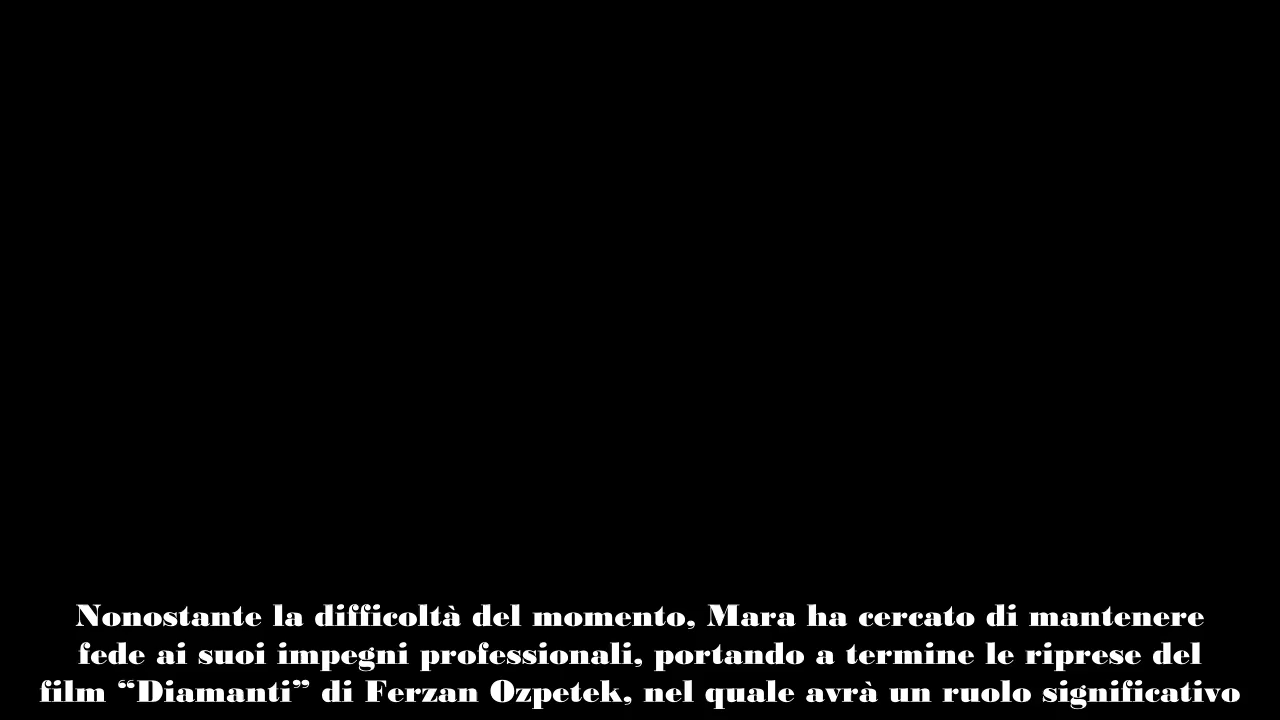 Nonostante la difficoltà del momento, Mara ha cercato di mantenere
fede ai suoi impegni professionali, portando a termine le riprese del
film “Diamanti” di Ferzan Ozpetek, nel quale avrà un ruolo significativo